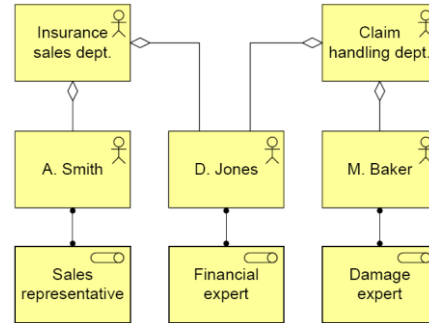 Insurance
sales dept.
Claim
handling dept.
A. Smith
D. Jones
M. Baker
Sales
representative
Financial
expert
Damage
expert